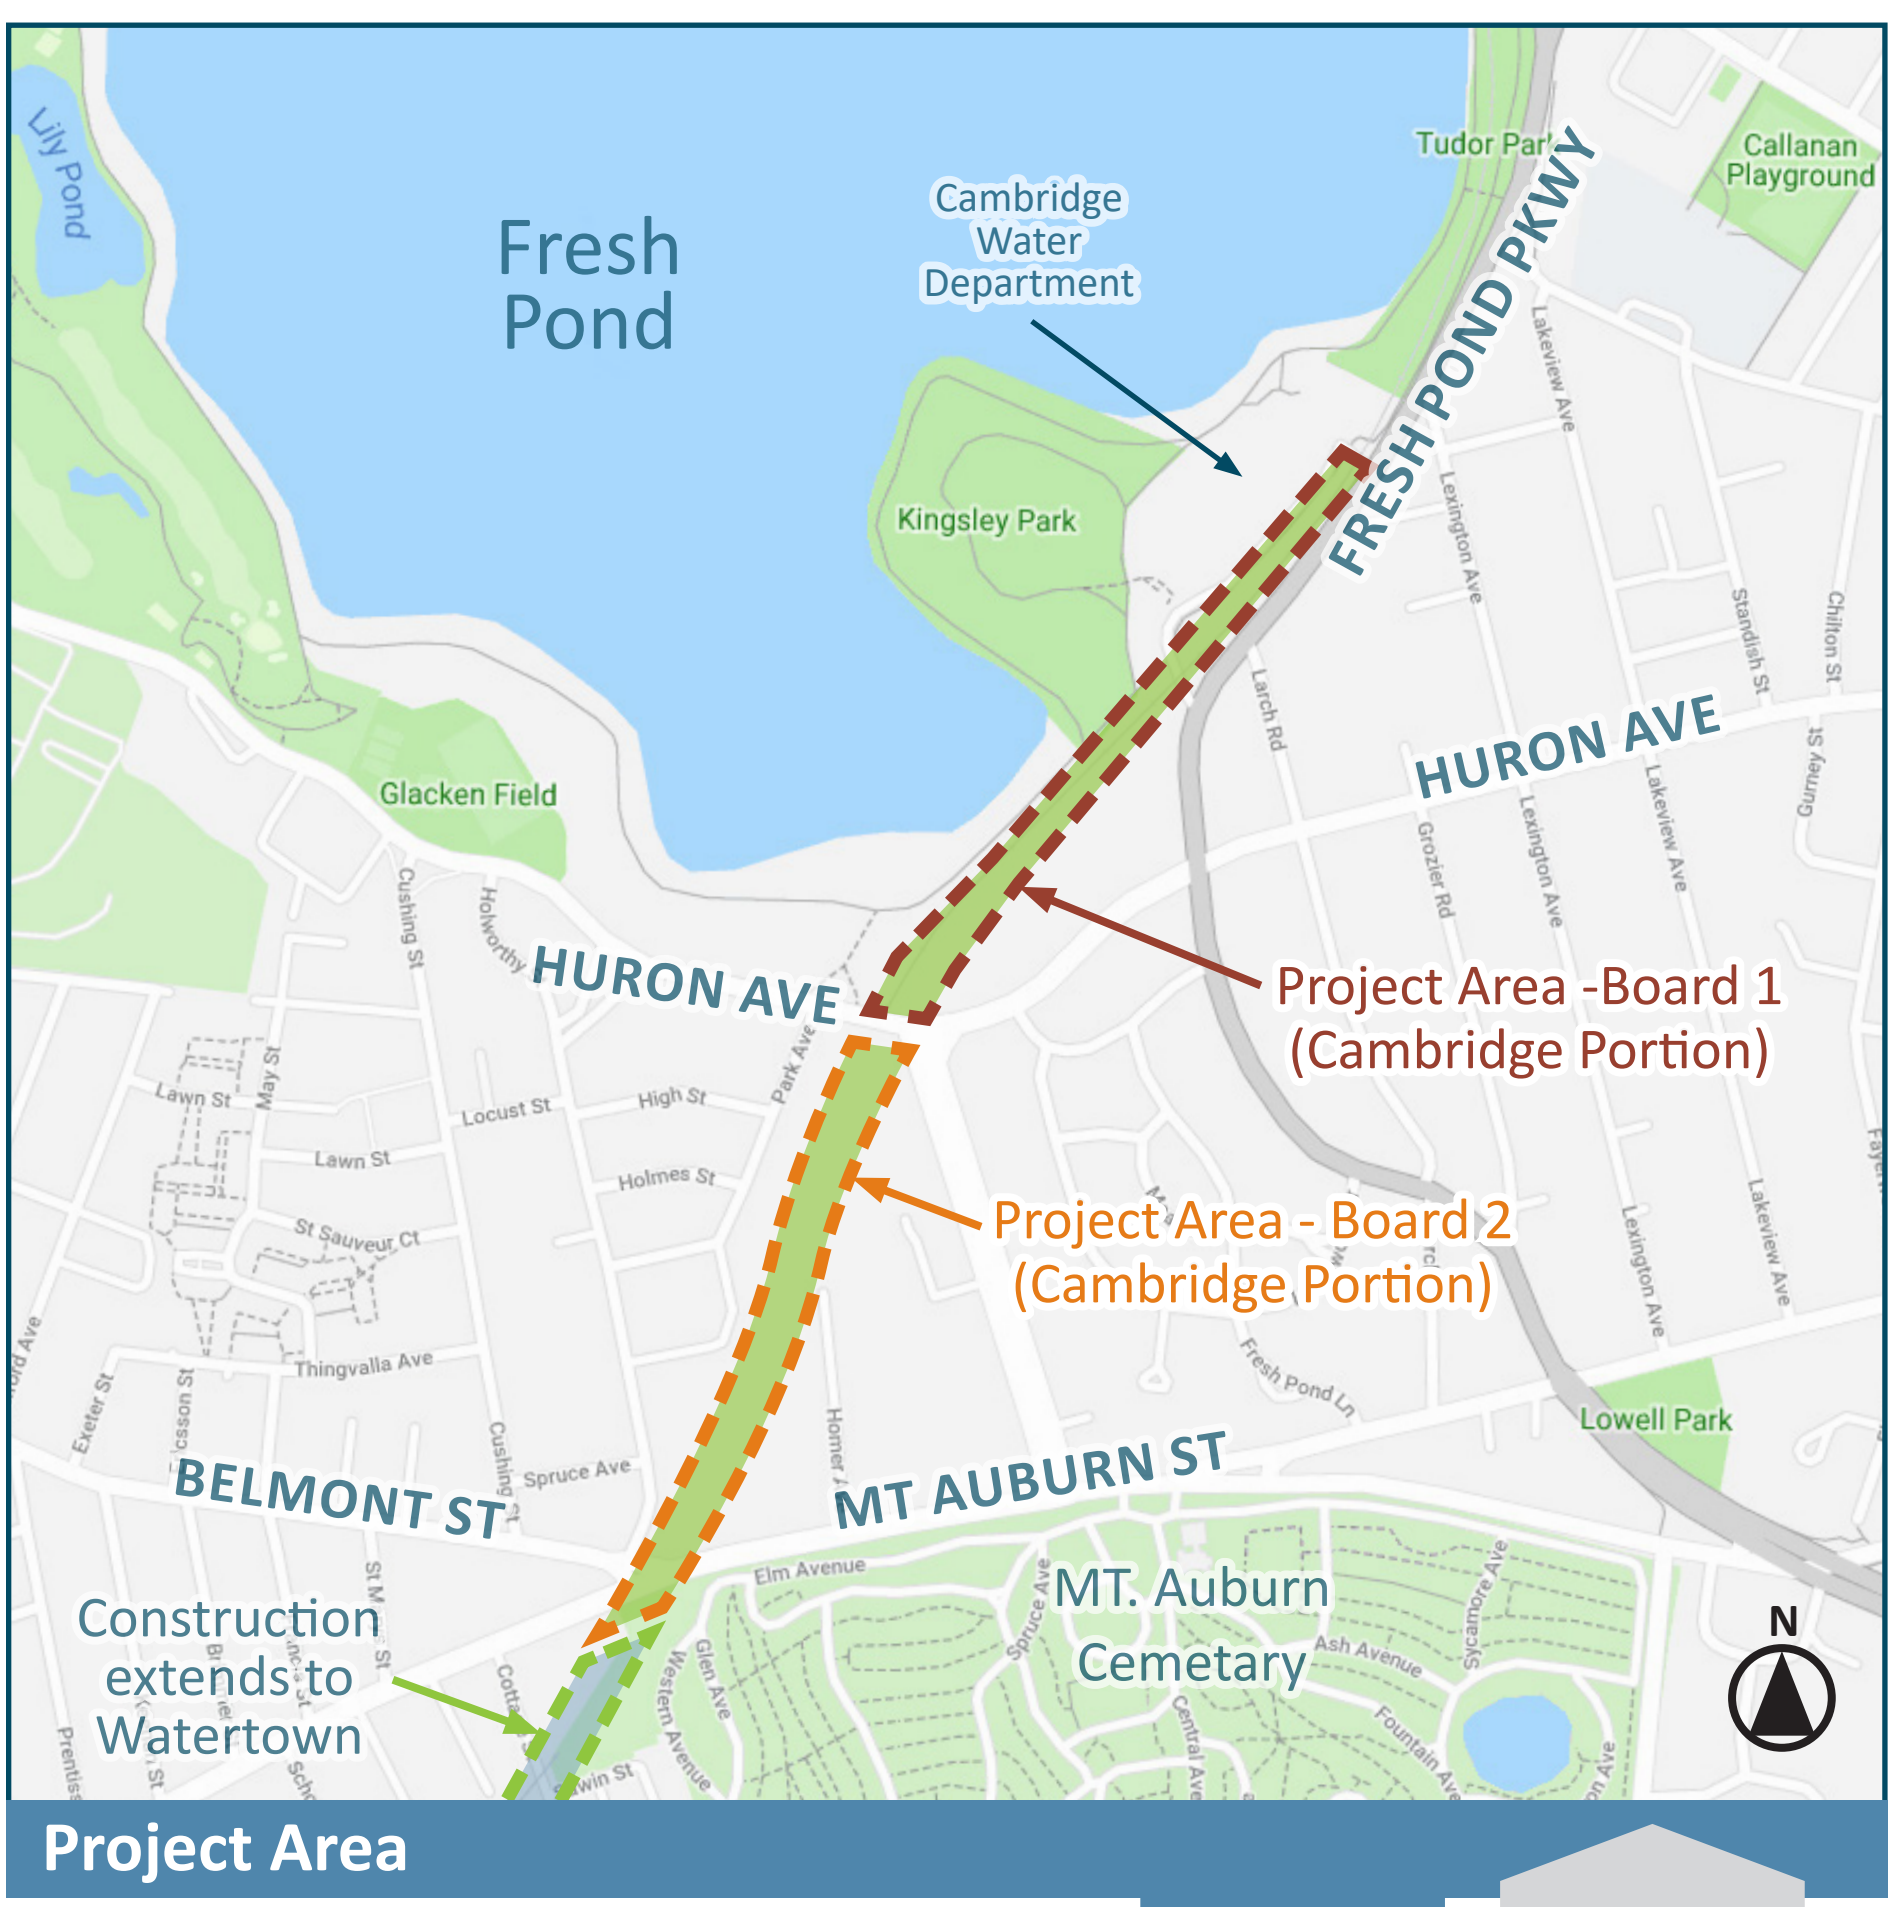 Lily Pond
Fresh
Pond
Cambridge
Water
Department
Tudor Par
Callanan
Playground
FRESH POND PKWY
Lakeview Ave
Kingsley Park
Lexington Ave
Standish St
Chilton St
Larch Rd
HURON AVE
Gurney St
Lakeview Ave
Lexington Ave
Grozier Rd
Glacken Field
Cushing St
Holworthy
HURON AVE
Project Area -Board 1
(Cambridge Portion)
Park Ave
May St
Lawn St
Locust St
High St
Lawn St
Holmes St
St Sauveur Ct
Project Area - Board 2
(Cambridge Portion)
Lexington Ave
Lakeview Ave
Thingvalla Ave
Exeter St
Fresh Pond Ln
Homer A
Lowell Park
Cushing St
Spruce Ave
BELMONT ST
MT AUBURN ST
Elm Avenue
Spruce Ave
MT. Auburn
Cemetary
Sycamore Ave
Ash Avenue
Construction
extends to
Watertown
Glen Ave
Western Avenue
Central Ave
Fountain Ave
Prentiss
N
Project Area